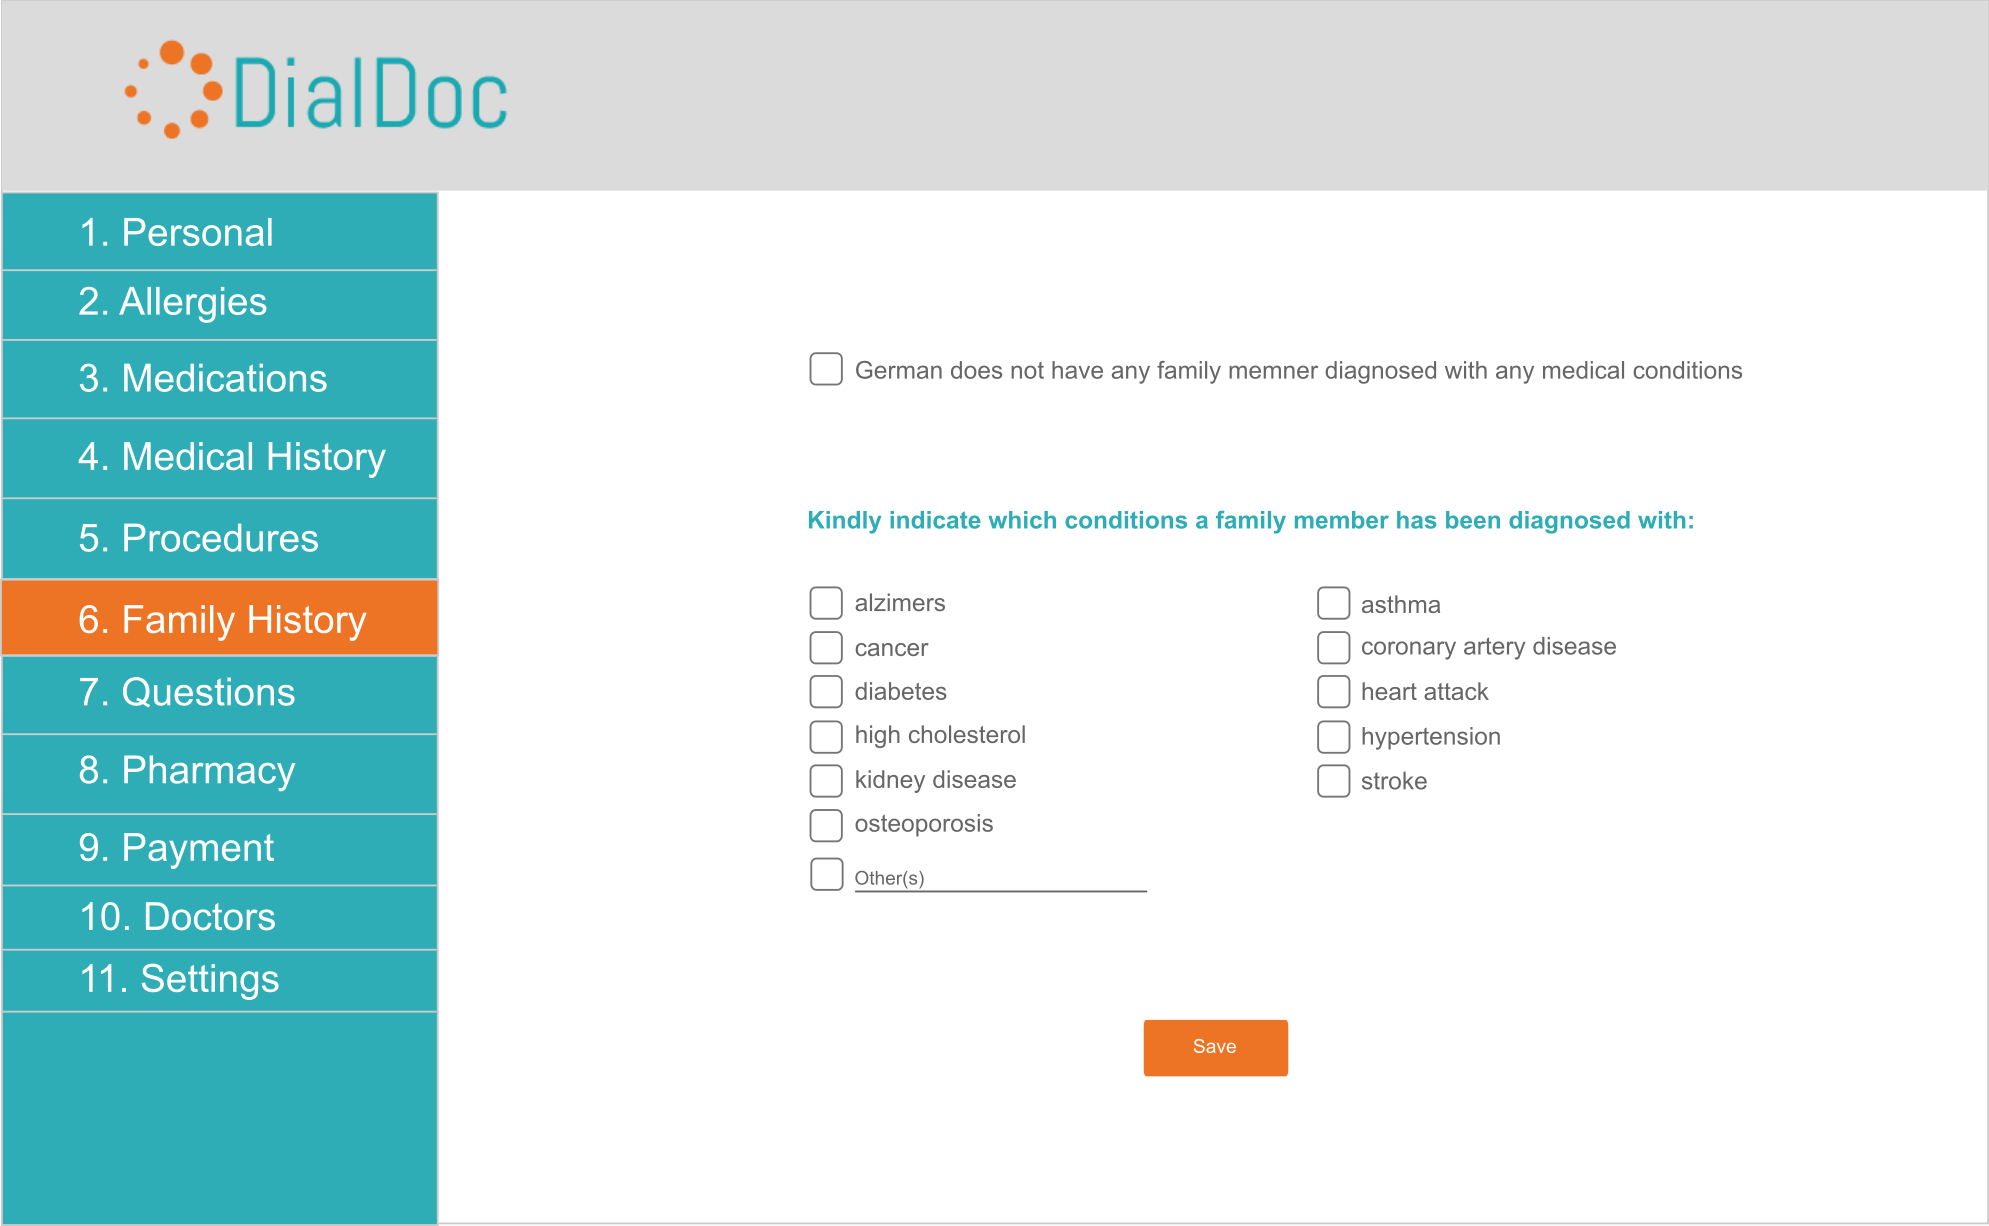 DialDoc
1. Personal
2. Allergies
3. Medications
4. Medical History
5. Procedures
6. Family History
7. Questions
8. Pharmacy
9. Payment
10. Doctors
11. Settings
German does not have any family memner diagnosed with any medical conditions
Kindly indicate which conditions a family member has been diagnosed with:
alzimers
cancer
diabetes
high cholesterol
kidney disease
osteoporosis
Other(s)
asthma
coronary artery disease
heart attack
hypertension
stroke
Save